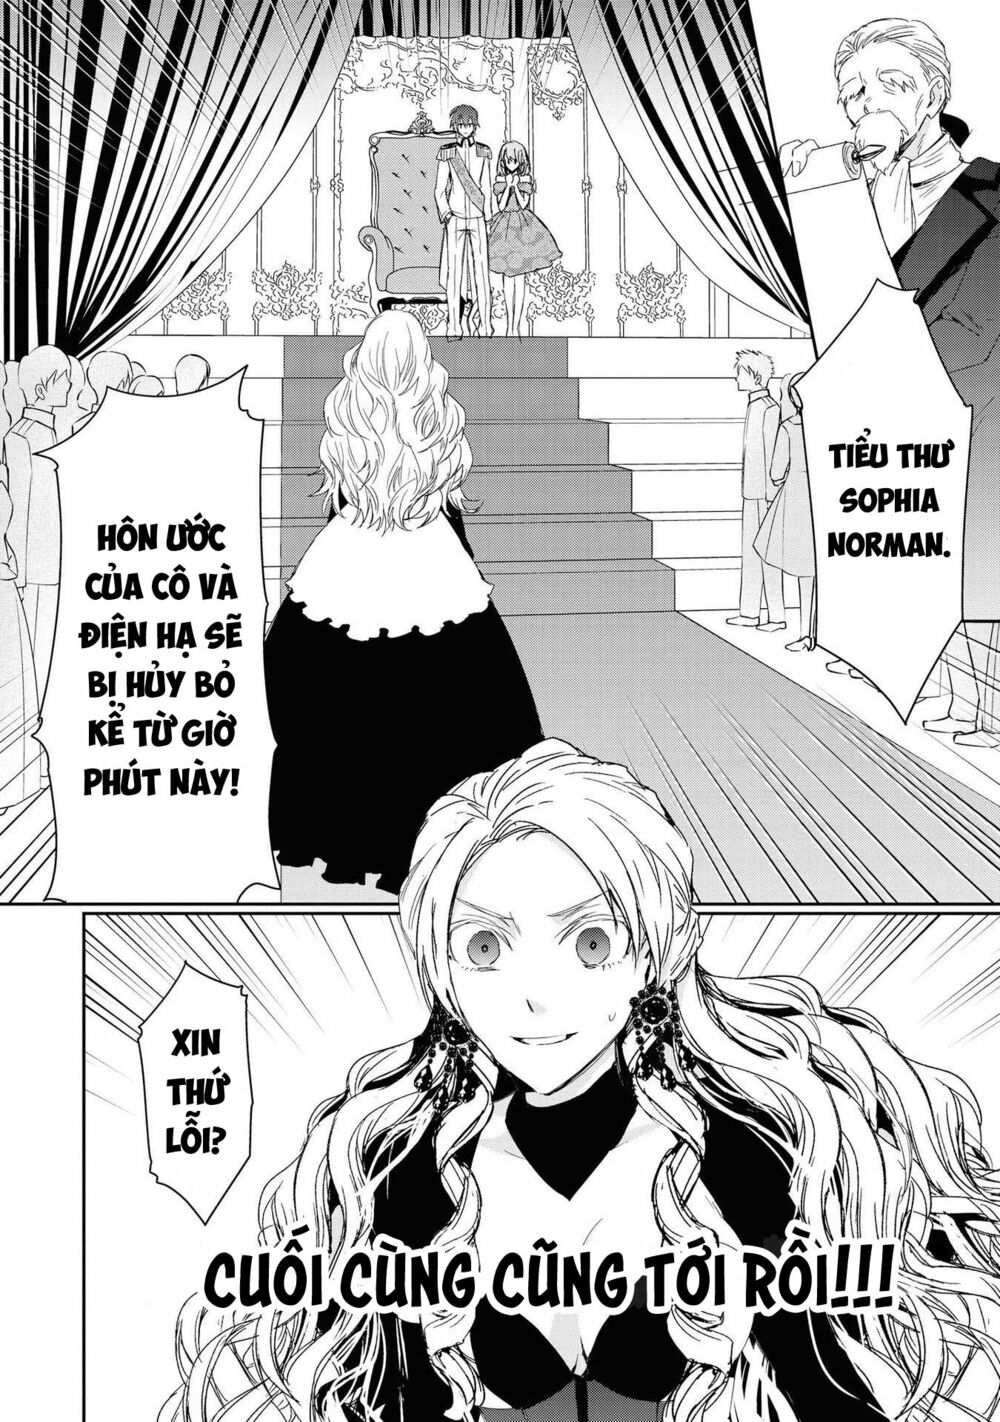 TIỂU THƯ
SOPHIA
NORMAN.
HÔN ƯỚC
CỦA CÔ VÀ
ĐIỆN HẠ SẼ
BỊ HỦY BỎ
KỂ TỪ GIỜ
PHÚT NÀY!
XIN
THỨ
LỖI?
CUỐI CÙNG CŨNG TỚI RỒI!!!